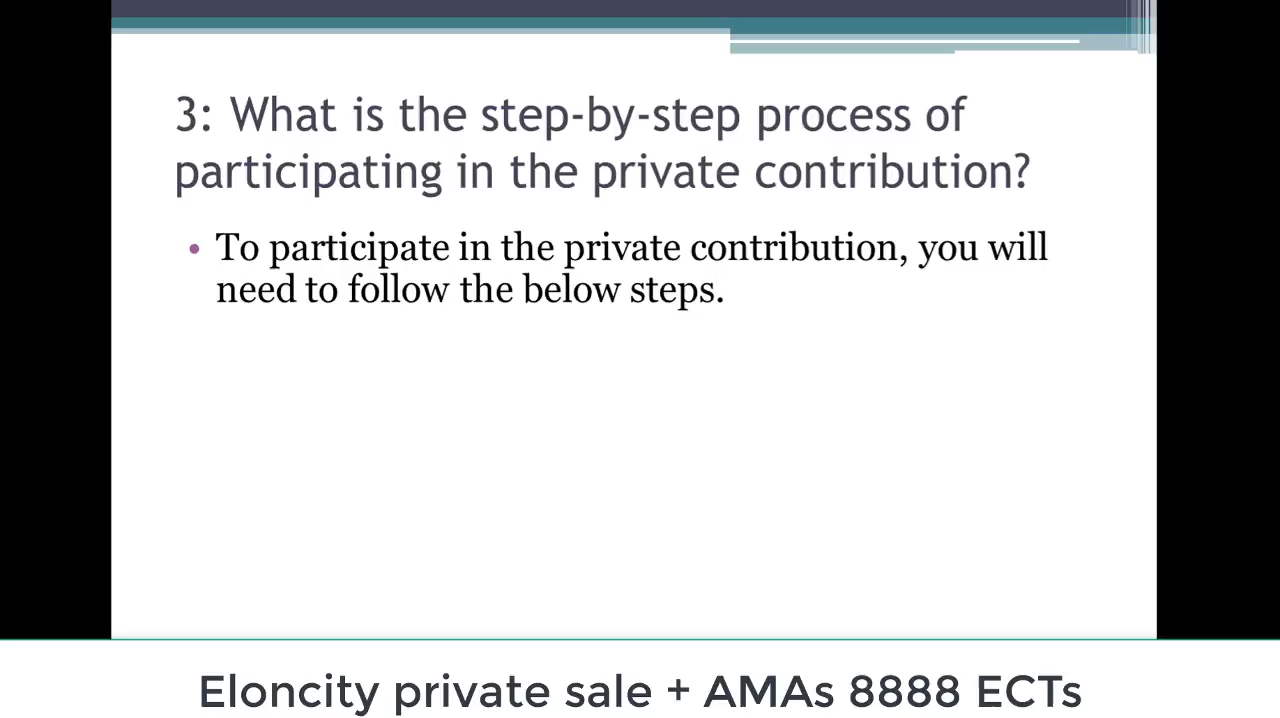 3: What is the step-by-step process of
participating in the private contribution?
• To participate in the private contribution, you will
need to follow the below steps.
Eloncity private sale + AMAs 8888 ECTs